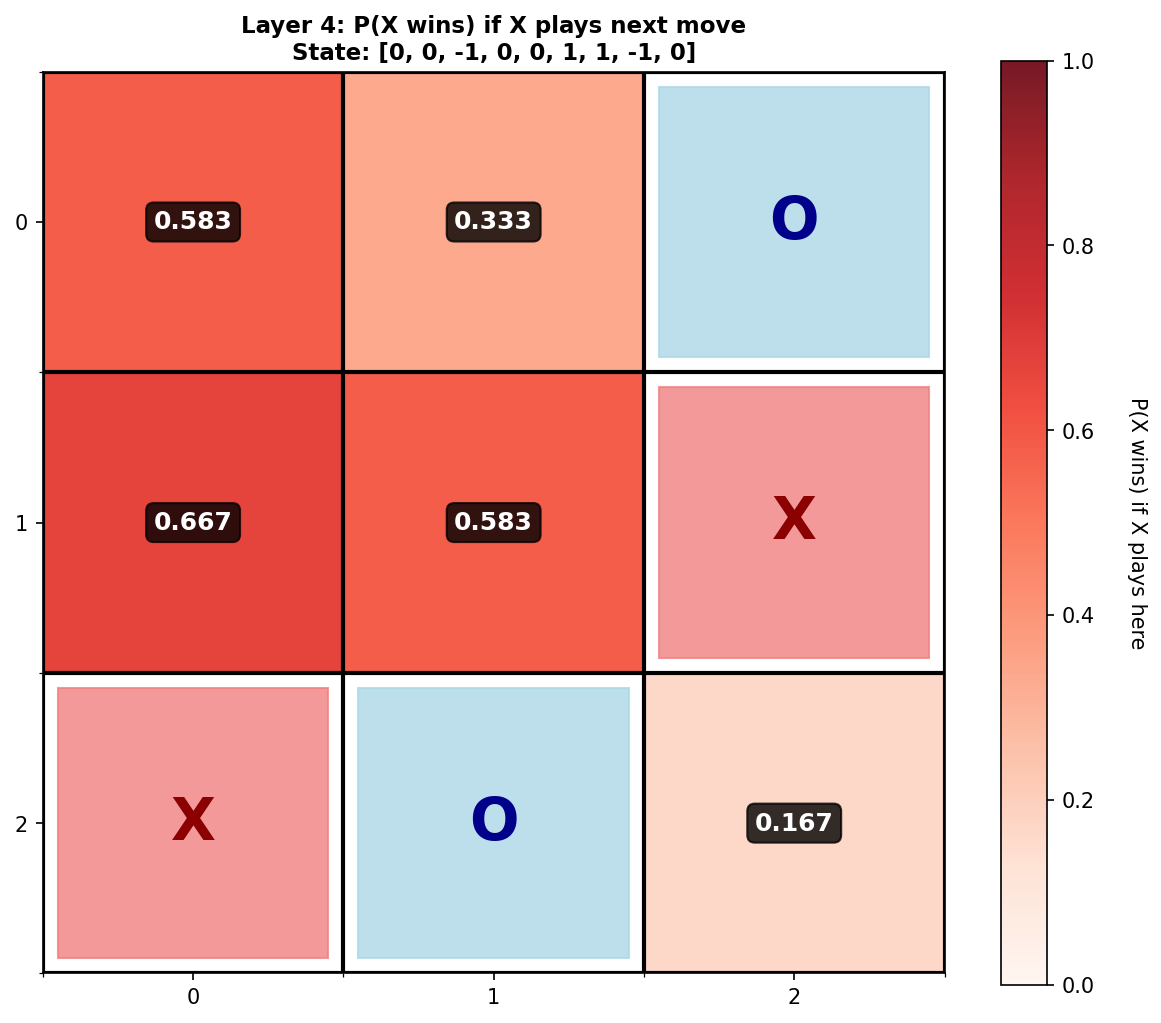 Layer 4: P(X wins) if X plays next move
State: [0, 0, -1, 0, 0, 1, 1, -1, 0]
0
0.583
0.333
O
1
0.667
0.583
X
2
X
O
0.167
0
1
2
1.0
0.8
0.6
0.4
0.2
0.0
P(X wins) if X plays here